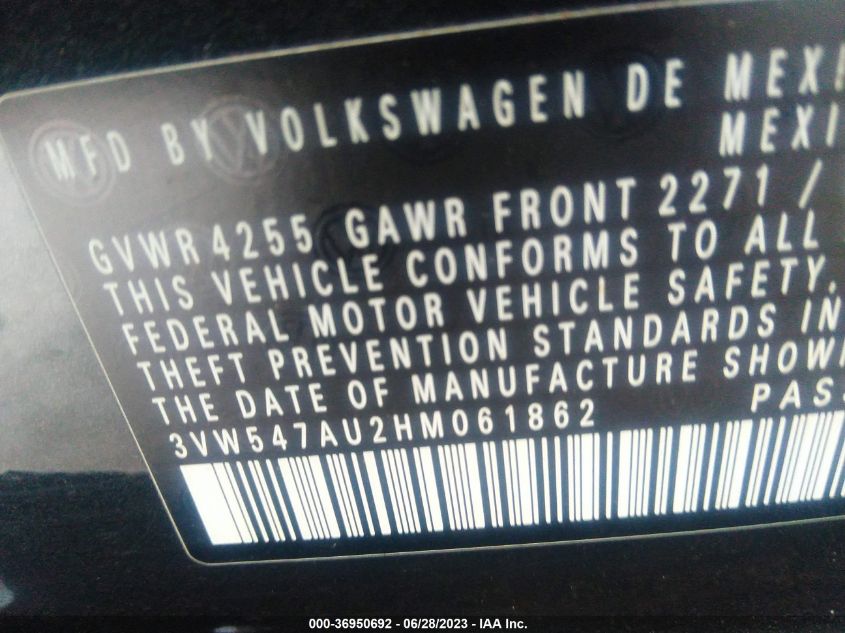 MFD BY VOLKSWAGEN DE MEXI
MEXI
GVWR 4255 GAWR FRONT 2271 /
THIS VEHICLE CONFORMS TO ALL
FEDERAL MOTOR VEHICLE SAFETY,
THEFT PREVENTION STANDARDS IN
THE DATE OF MANUFACTURE SHOW
3VW547AU2HM061862 PAS
000-36950692 - 06/28/2023 - IAA Inc.